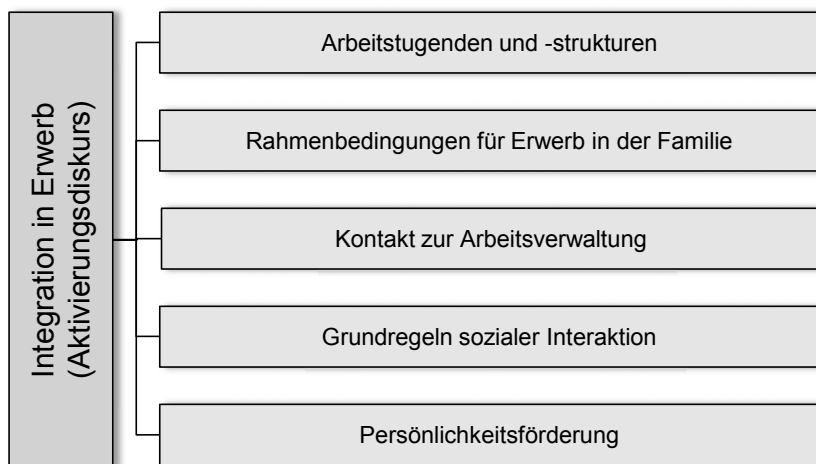 Integration in Erwerb
(Aktivierungsdiskurs)
Arbeitstugenden und -strukturen
Rahmenbedingungen für Erwerb in der Familie
Kontakt zur Arbeitsverwaltung
Grundregeln sozialer Interaktion
Persönlichkeitsförderung